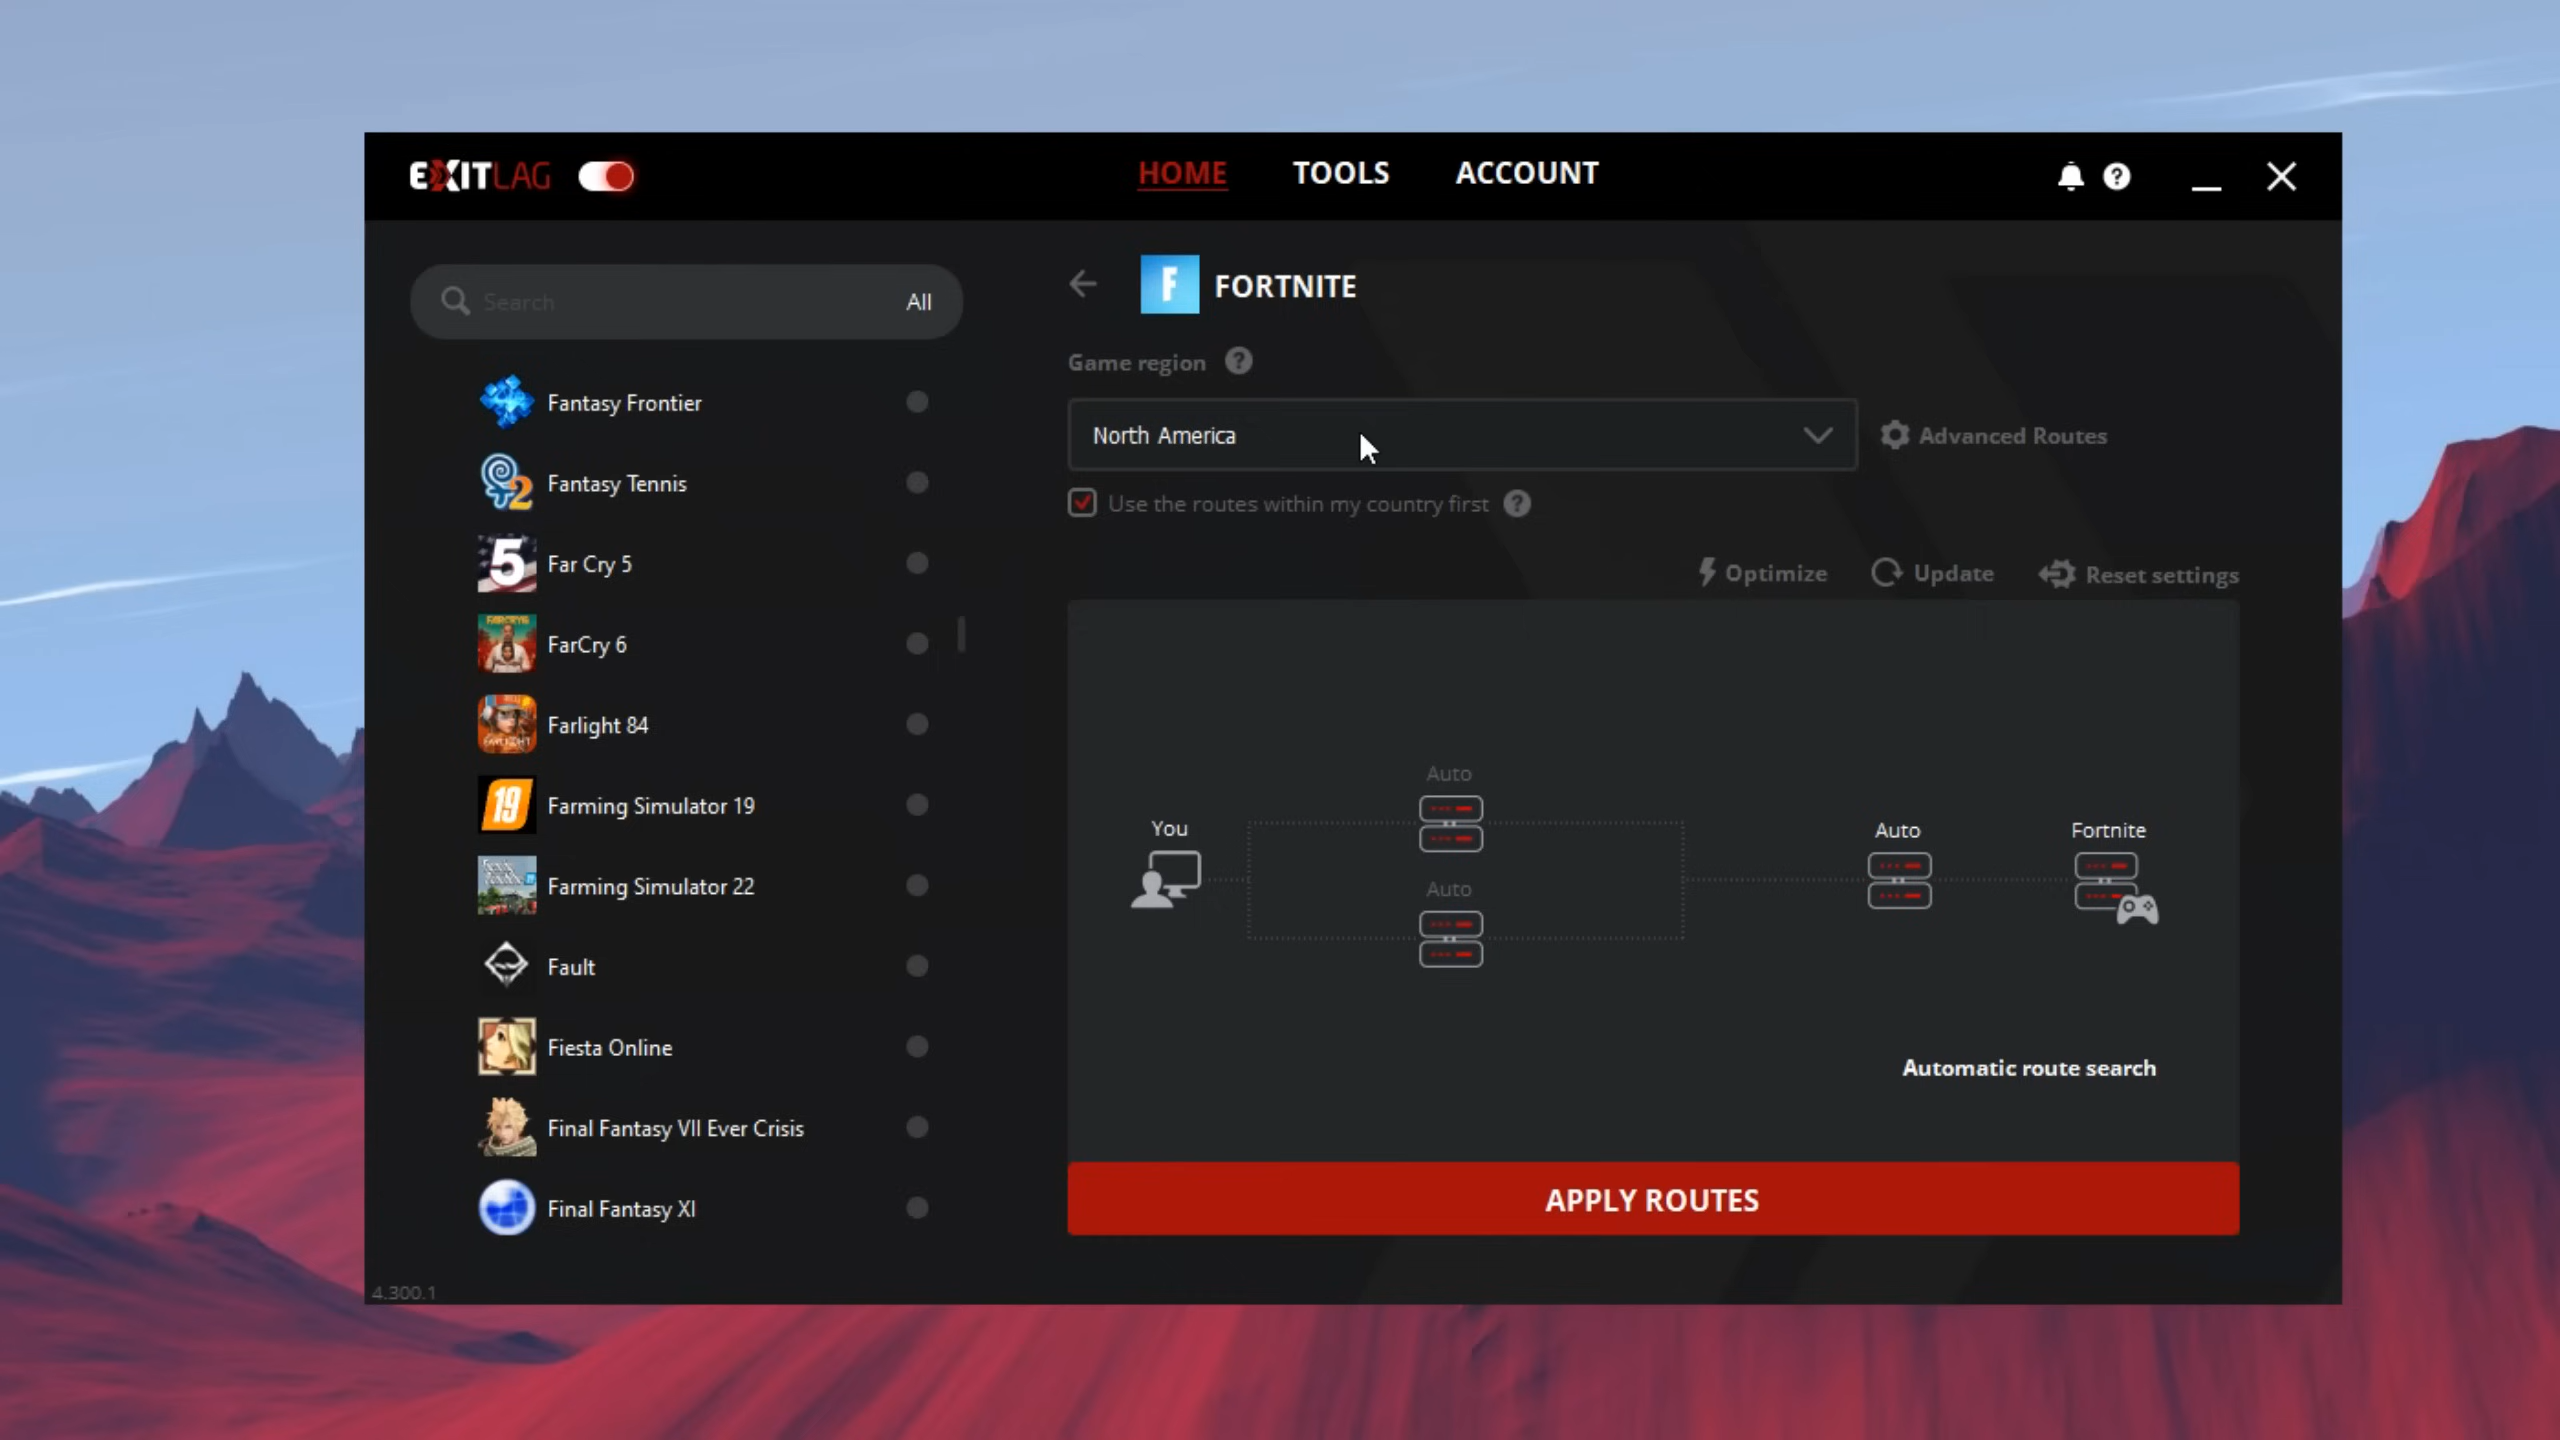 EXITLAG
HOME
TOOLS
ACCOUNT
Search
All
Fantasy Frontier
Fantasy Tennis
Far Cry 5
FarCry 6
Farlight 84
Farming Simulator 19
Farming Simulator 22
Fault
Fiesta Online
Final Fantasy VII Ever Crisis
Final Fantasy XI
4.300.1
F
FORTNITE
Game region
North America
Advanced Routes
Use the routes within my country first
Optimize
Update
Reset settings
You
Auto
Auto
Auto
Fortnite
Automatic route search
APPLY ROUTES